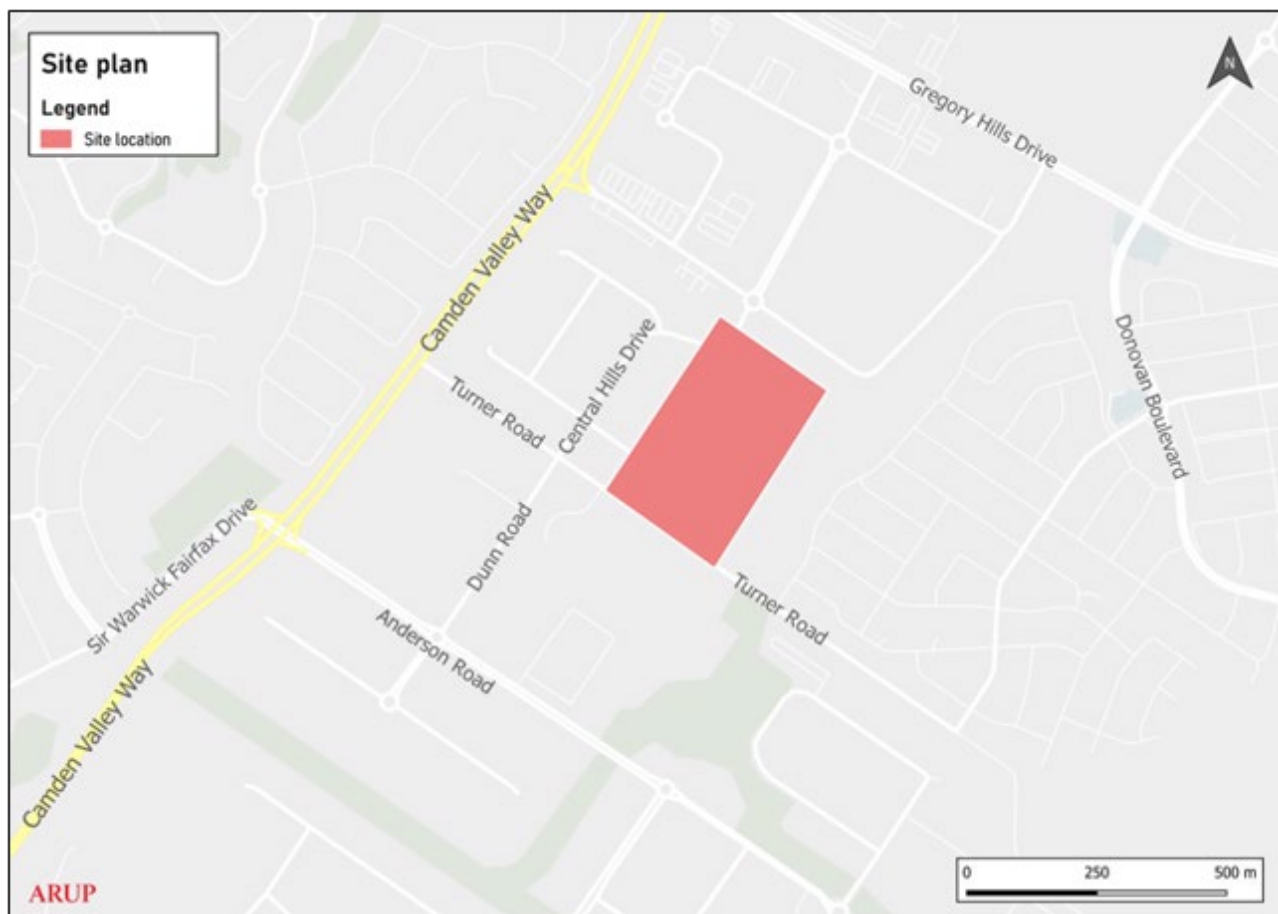 Site plan
Legend
Site location
N
Gregory Hills Drive
Camden Valley Way
Central Hills Drive
Turner Road
Donovan Boulevard
Dunn Road
Sir Warwick Fairfax Drive
Anderson Road
Turner Road
Camden Valley Way
0 250 500 m
ARUP